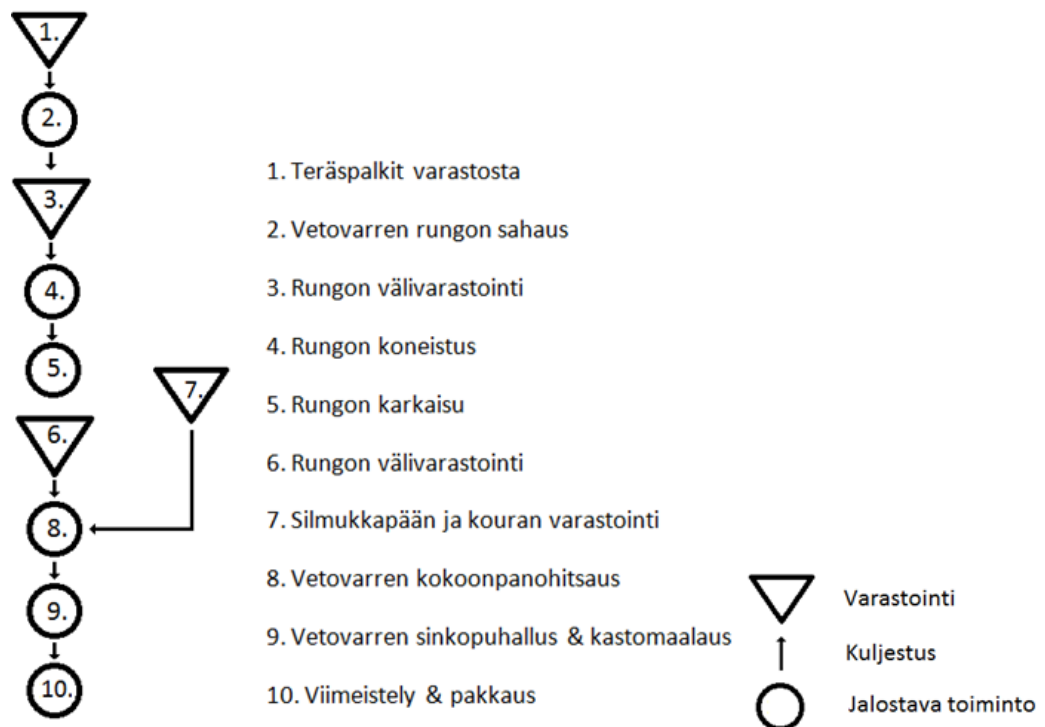 1.
2.
3.
4.
5.
6.
7.
8.
9.
10.
1. Teräspalkit varastosta
2. Vetovarren rungon sahaus
3. Rungon välivarastointi
4. Rungon koneistus
5. Rungon karkaisu
6. Rungon välivarastointi
7. Silmukkapään ja kouran varastointi
8. Vetovarren kokoonpanohitsaus
9. Vetovarren sinkopuhallus & kastomaalaus
10. Viimeistely & pakkaus
Varastointi
Kuljestus
Jalostava toiminto